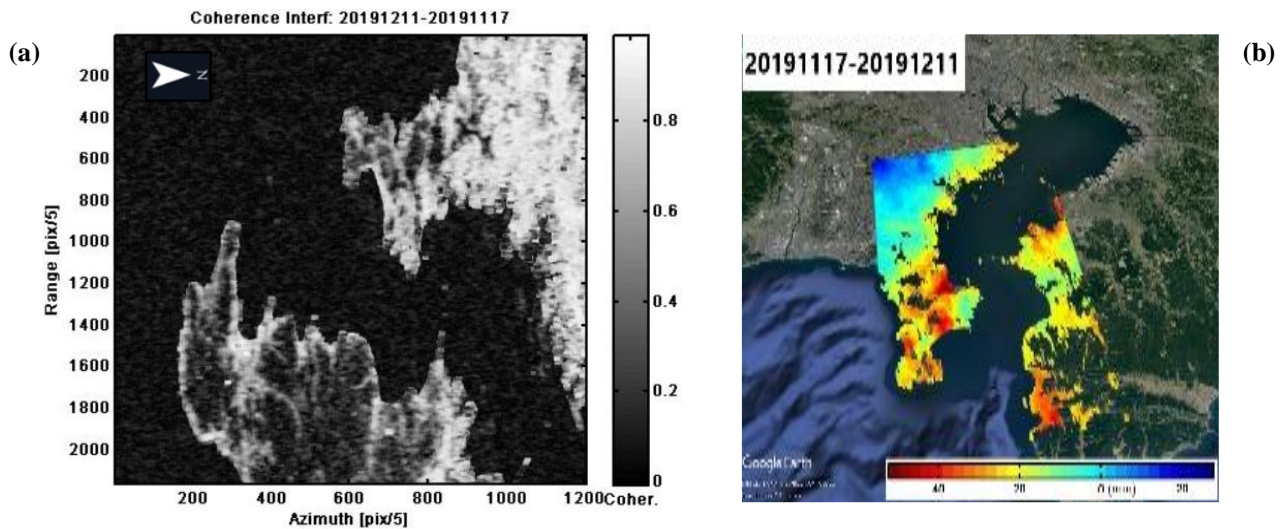 (a)
Coherence Interf: 20191211-20191117
N
200
400
600
800
1000
1200
1400
1600
1800
2000
Range [pix/5]
200
400
600
800
1000
1200
Azimuth [pix/5]
0.8
0.6
0.4
0.2
0
Coher.
(b)
20191117-20191211
Google Earth
40
20
0 (mm)
20